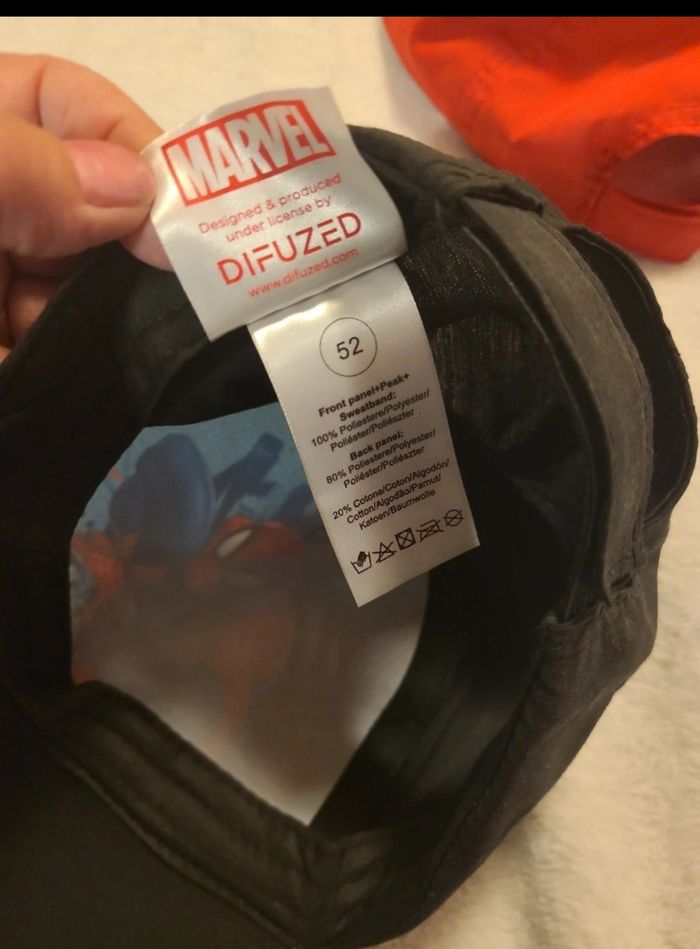 MARVEL
Designed & produced
under license by
DIFUZED
www.difuzed.com
52
Front panel+Peak+
Sweatband:
100% Poliestere/Polyester/
Poliéster/Poliészter
Back panel:
80% Poliestere/Polyester/
Poliéster/Poliészter
20% Cotone/Coton/Algodón/
Cotton/Algodão/Pamut/
Katoen/Baumwolle